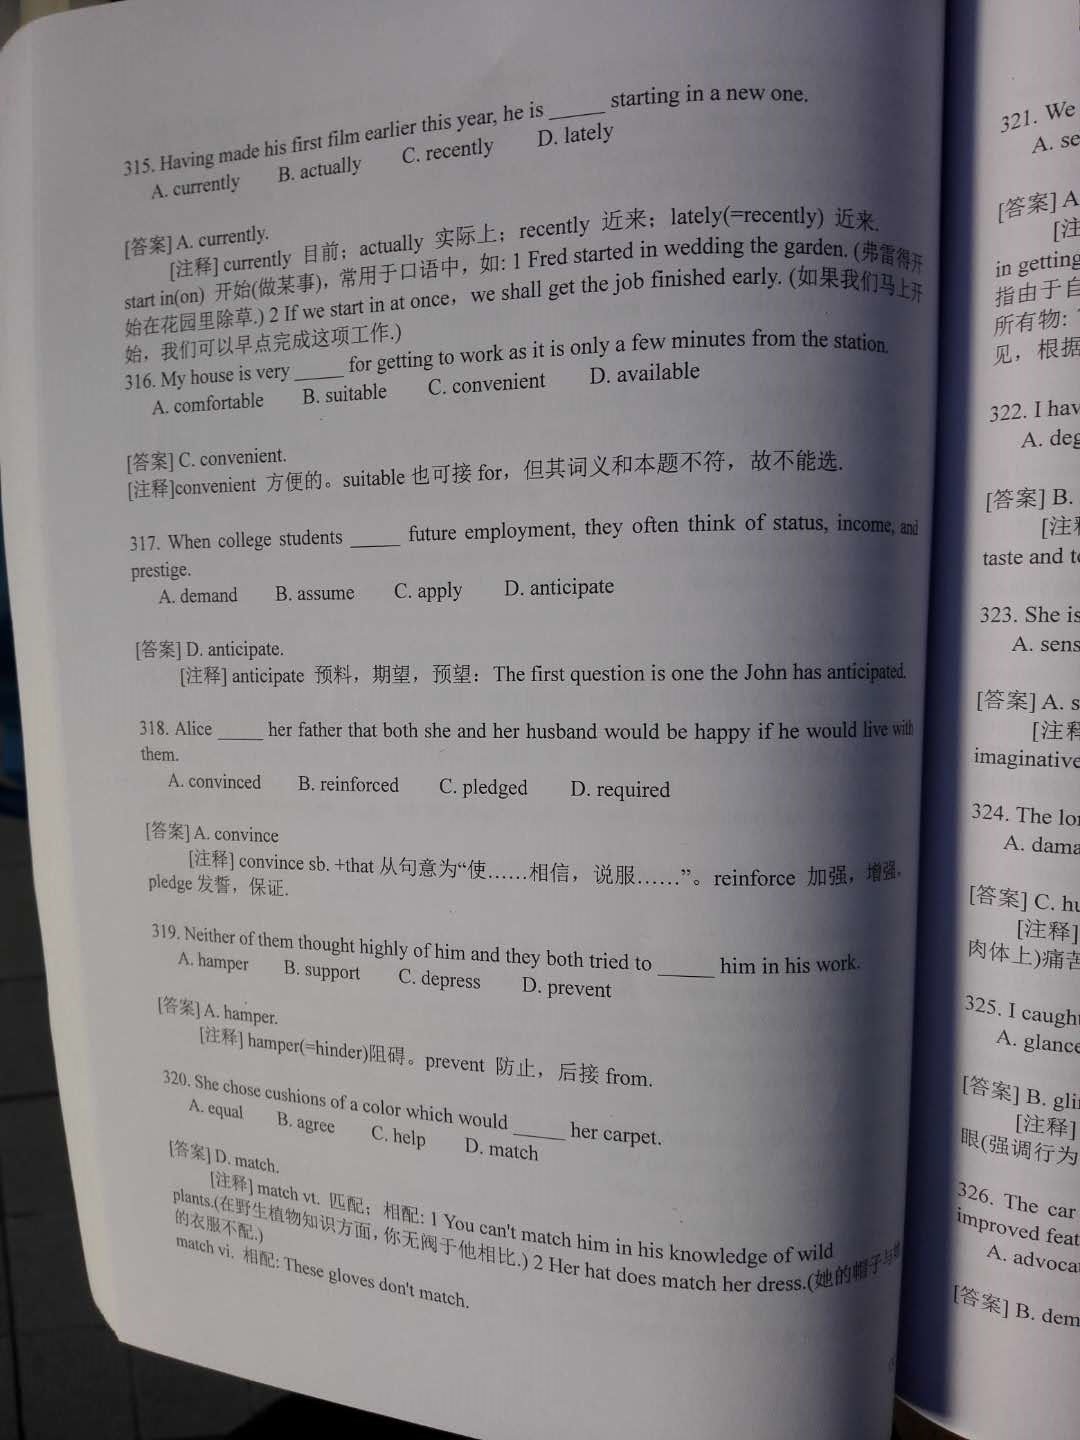 315. Having made his first film earlier this year, he is _____ starting in a new one.
A. currently B. actually C. recently D. lately
[答案] A. currently.
[注释] currently 目前；actually 实际上；recently 近来；lately(=recently) 近来.
start in(on) 开始(做某事)，常用于口语中，如: 1 Fred started in wedding the garden. (弗雷得开
始在花园里除草.) 2 If we start in at once，we shall get the job finished early. (如果我们马上开
始，我们可以早点完成这项工作.)
316. My house is very _____ for getting to work as it is only a few minutes from the station.
A. comfortable B. suitable C. convenient D. available
[答案] C. convenient.
[注释]convenient 方便的。suitable 也可接 for，但其词义和本题不符，故不能选.
317. When college students _____ future employment, they often think of status, income, and
prestige.
A. demand B. assume C. apply D. anticipate
[答案] D. anticipate.
[注释] anticipate 预料，期望，预望：The first question is one the John has anticipated.
318. Alice _____ her father that both she and her husband would be happy if he would live with
them.
A. convinced B. reinforced C. pledged D. required
[答案] A. convince
[注释] convince sb. +that 从句意为“使……相信，说服……”。reinforce 加强，增强.
pledge 发誓，保证.
319. Neither of them thought highly of him and they both tried to _____ him in his work.
A. hamper B. support C. depress D. prevent
[答案] A. hamper.
[注释] hamper(=hinder)阻碍。prevent 防止，后接 from.
320. She chose cushions of a color which would _____ her carpet.
A. equal B. agree C. help D. match
[答案] D. match.
[注释] match vt. 匹配；相配: 1 You can't match him in his knowledge of wild
plants.(在野生植物知识方面，你无阀于他相比.) 2 Her hat does match her dress.(她的帽子与
的衣服不配.)
match vi. 相配: These gloves don't match.
321. We
A. se
[答案] A
[注
in getting
指由于自
所有物:
见，根据
322. I hav
A. deg
[答案] B.
[注释
taste and t
323. She is
A. sens
[答案] A. s
[注释
imaginative
324. The lo
A. dama
[答案] C. hu
[注释]
肉体上)痛苦
325. I caught
A. glance
[答案] B. gli
[注释]
眼(强调行为
326. The car
improved feat
A. advoca
[答案] B. dem